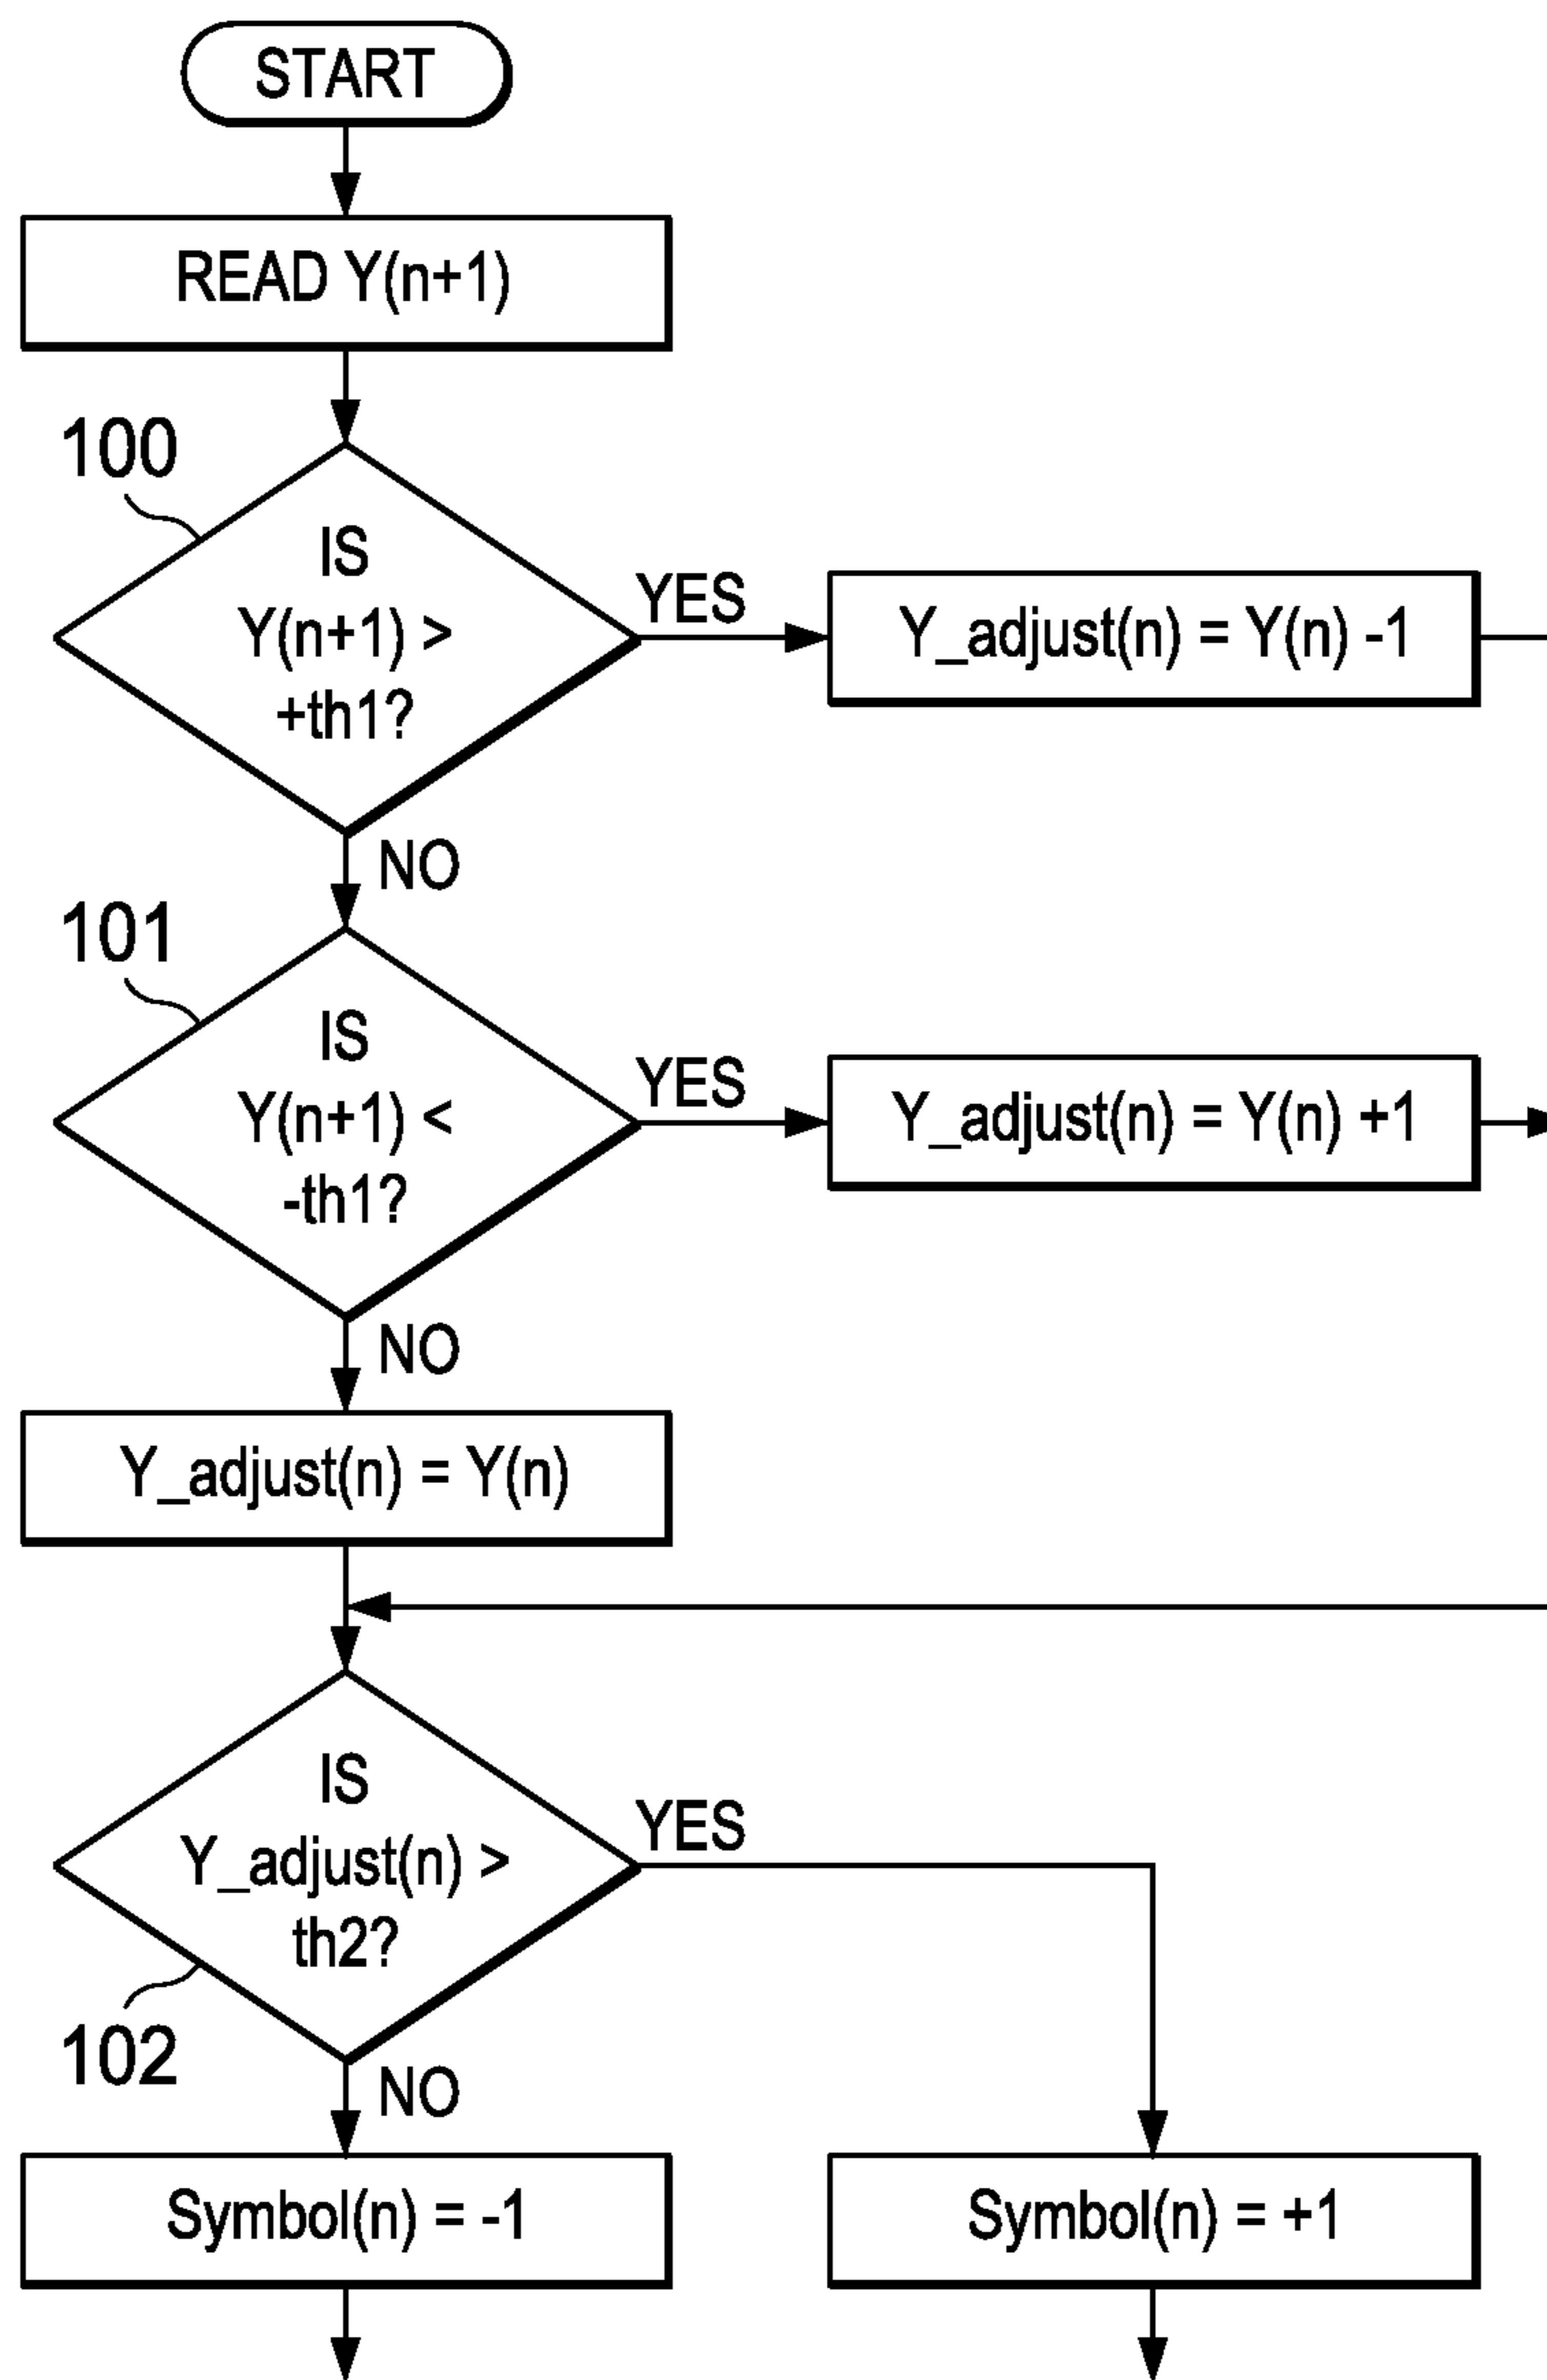 START
READ Y(n+1)
100
IS
Y(n+1) >
+th1?
YES
Y_adjust(n) = Y(n) -1
NO
101
IS
Y(n+1) <
-th1?
YES
Y_adjust(n) = Y(n) +1
NO
Y_adjust(n) = Y(n)
IS
Y_adjust(n) >
th2?
YES
102
NO
Symbol(n) = -1
Symbol(n) = +1